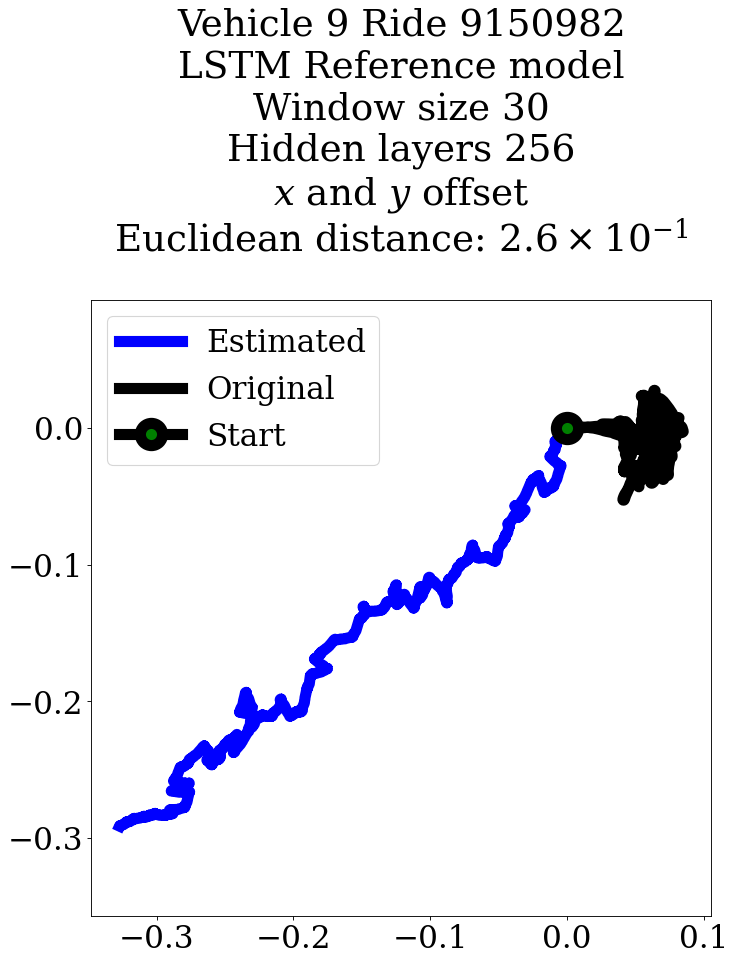 Vehicle 9 Ride 9150982
LSTM Reference model
Window size 30
Hidden layers 256
x and y offset
Euclidean distance: 2.6 × 10⁻¹
Estimated
Original
Start
0.0
−0.1
−0.2
−0.3
−0.3 −0.2 −0.1 0.0 0.1